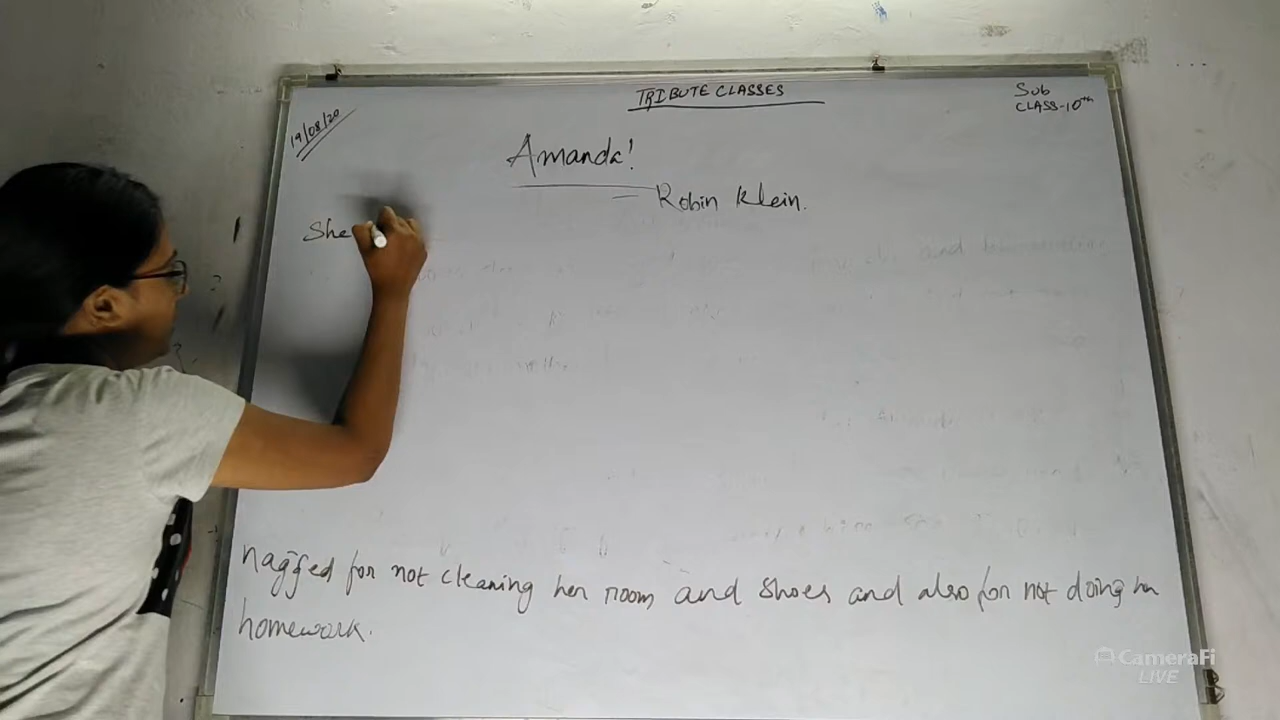 TRIBUTE CLASSES
Sub
CLASS-10th
19/08/20
Amanda!
— Robin Klein.
She
nagged for not cleaning her room and shoes and also for not doing her
homework.
CameraFi
LIVE